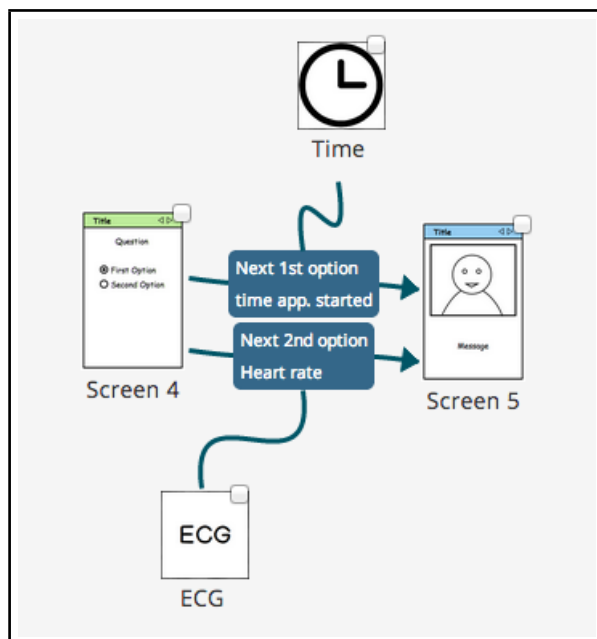 Time
Title
Question
First Option
Second Option
Screen 4
Next 1st option
time app. started
Next 2nd option
Heart rate
Title
Message
Screen 5
ECG
ECG